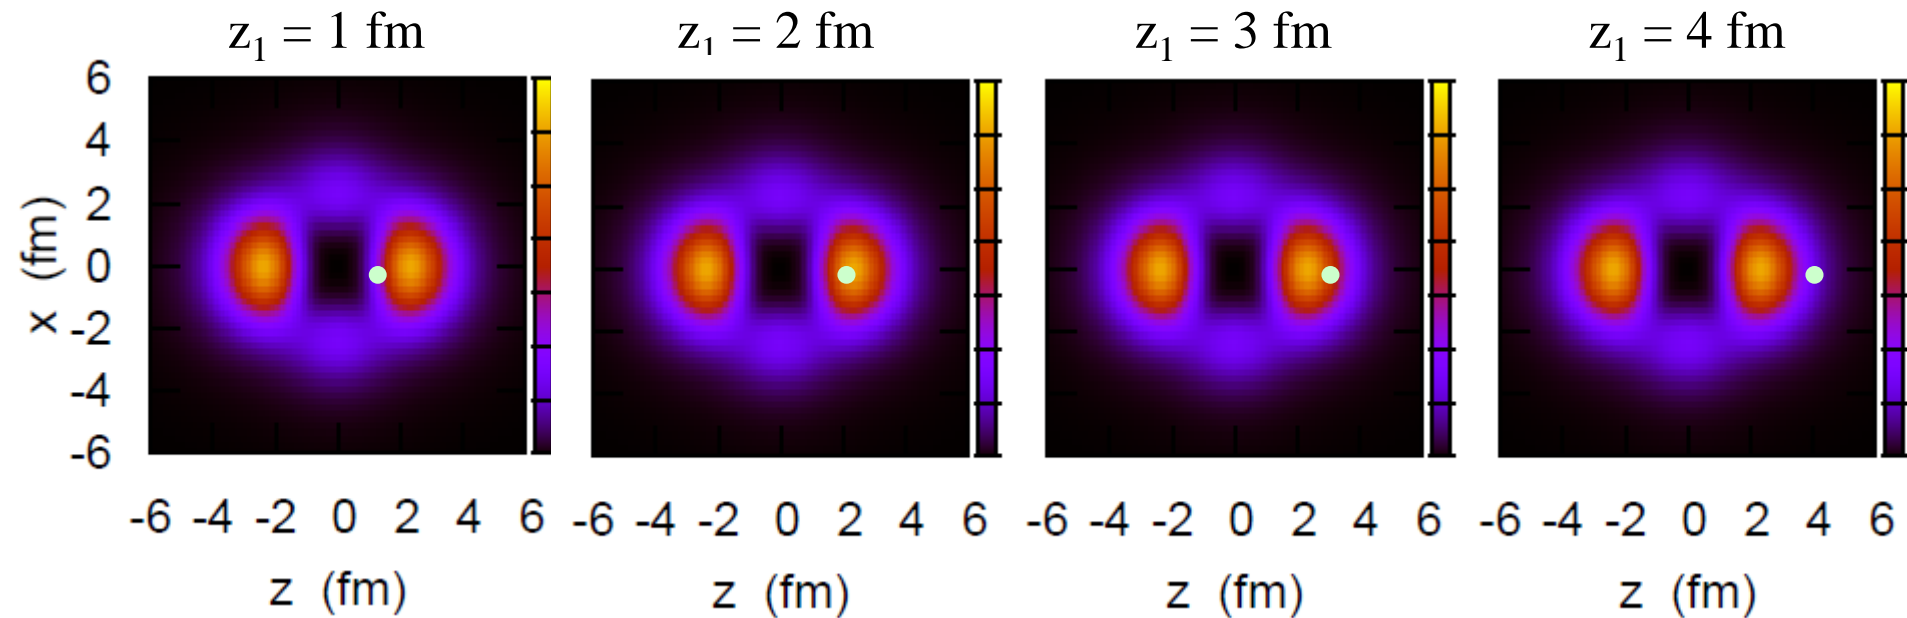 z₁ = 1 fm z₁ = 2 fm z₁ = 3 fm z₁ = 4 fm
6
4
2
0
-2
-4
-6
x (fm)
-6 -4 -2 0 2 4 6 -6 -4 -2 0 2 4 6 -6 -4 -2 0 2 4 6 -6 -4 -2 0 2 4 6
z (fm) z (fm) z (fm) z (fm)